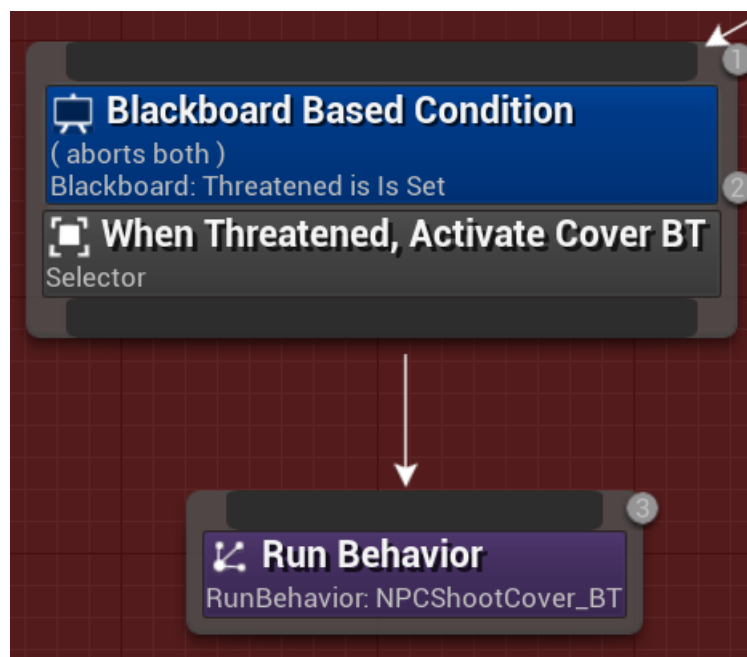 1
Blackboard Based Condition
( aborts both )
Blackboard: Threatened is Is Set
2
When Threatened, Activate Cover BT
Selector
3
Run Behavior
RunBehavior: NPCShootCover_BT